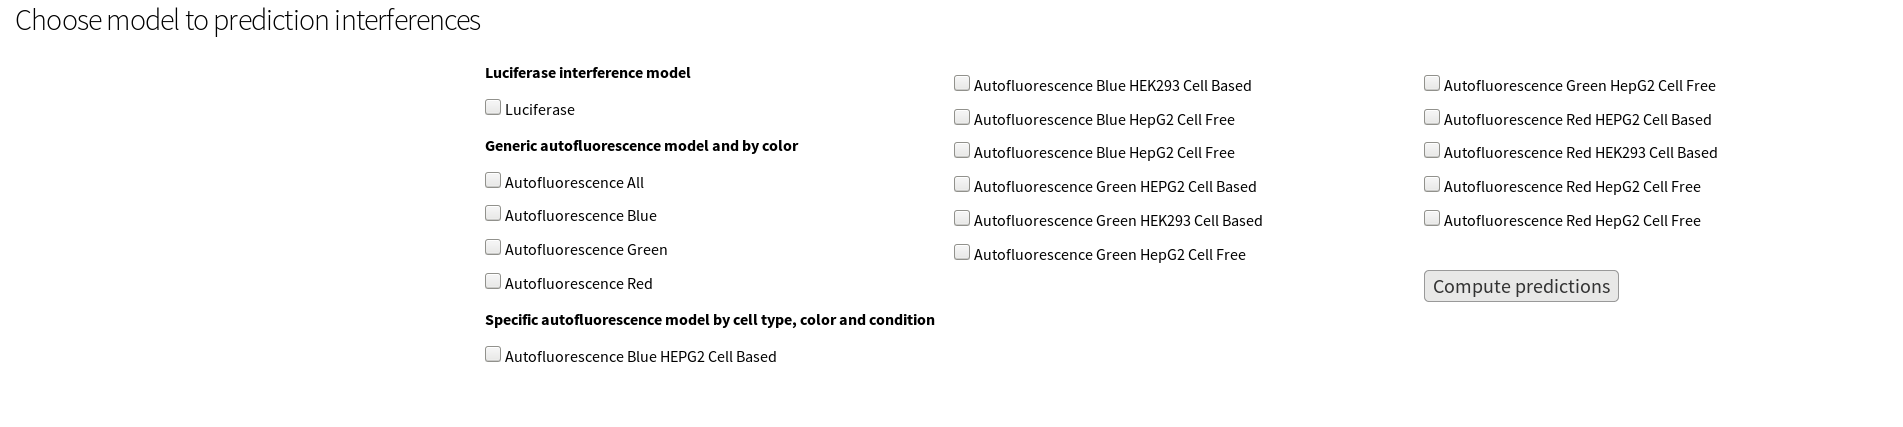 Choose model to prediction interferences
Luciferase interference model
Luciferase
Generic autofluorescence model and by color
Autofluorescence All
Autofluorescence Blue
Autofluorescence Green
Autofluorescence Red
Specific autofluorescence model by cell type, color and condition
Autofluorescence Blue HEPG2 Cell Based
Autofluorescence Blue HEK293 Cell Based
Autofluorescence Blue HepG2 Cell Free
Autofluorescence Blue HepG2 Cell Free
Autofluorescence Green HEPG2 Cell Based
Autofluorescence Green HEK293 Cell Based
Autofluorescence Green HepG2 Cell Free
Autofluorescence Green HepG2 Cell Free
Autofluorescence Red HEPG2 Cell Based
Autofluorescence Red HEK293 Cell Based
Autofluorescence Red HepG2 Cell Free
Autofluorescence Red HepG2 Cell Free
Compute predictions